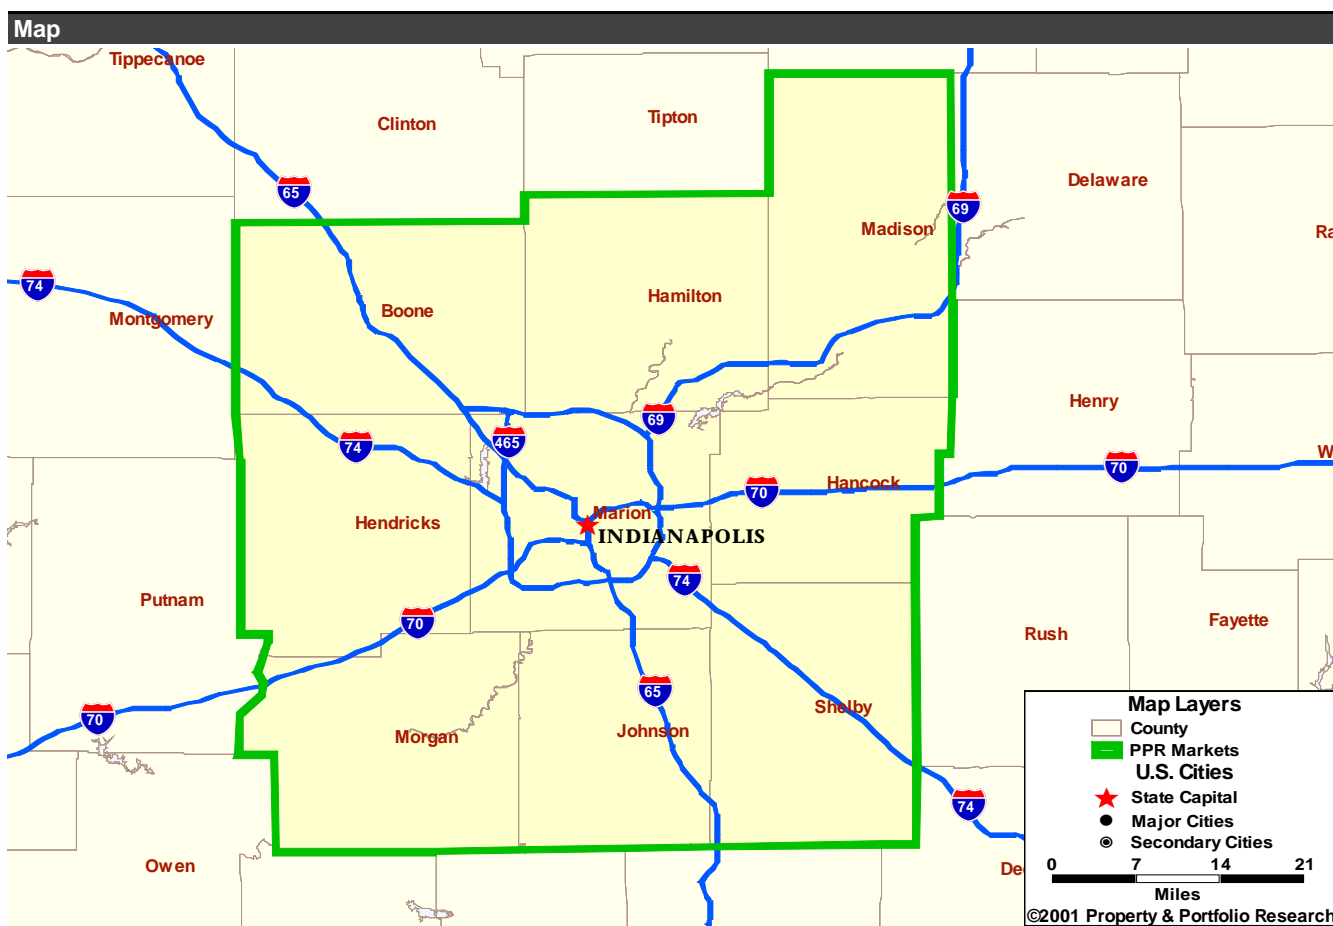 Map
Tippecanoe
Clinton
Tipton
Delaware
65
69
Madison
Ra
74
Montgomery
Boone
Hamilton
Henry
69
74
465
W
70
70
Hancock
Hendricks
Marion
INDIANAPOLIS
74
Putnam
70
Rush
Fayette
65
70
Morgan
Johnson
Shelby
74
Owen
De
Map Layers
County
PPR Markets
U.S. Cities
State Capital
Major Cities
Secondary Cities
0 7 14 21
Miles
©2001 Property & Portfolio Research